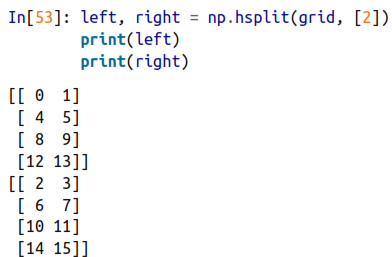 In[53]: left, right = np.hsplit(grid, [2])
        print(left)
        print(right)
[[ 0  1]
 [ 4  5]
 [ 8  9]
 [12 13]]
[[ 2  3]
 [ 6  7]
 [10 11]
 [14 15]]